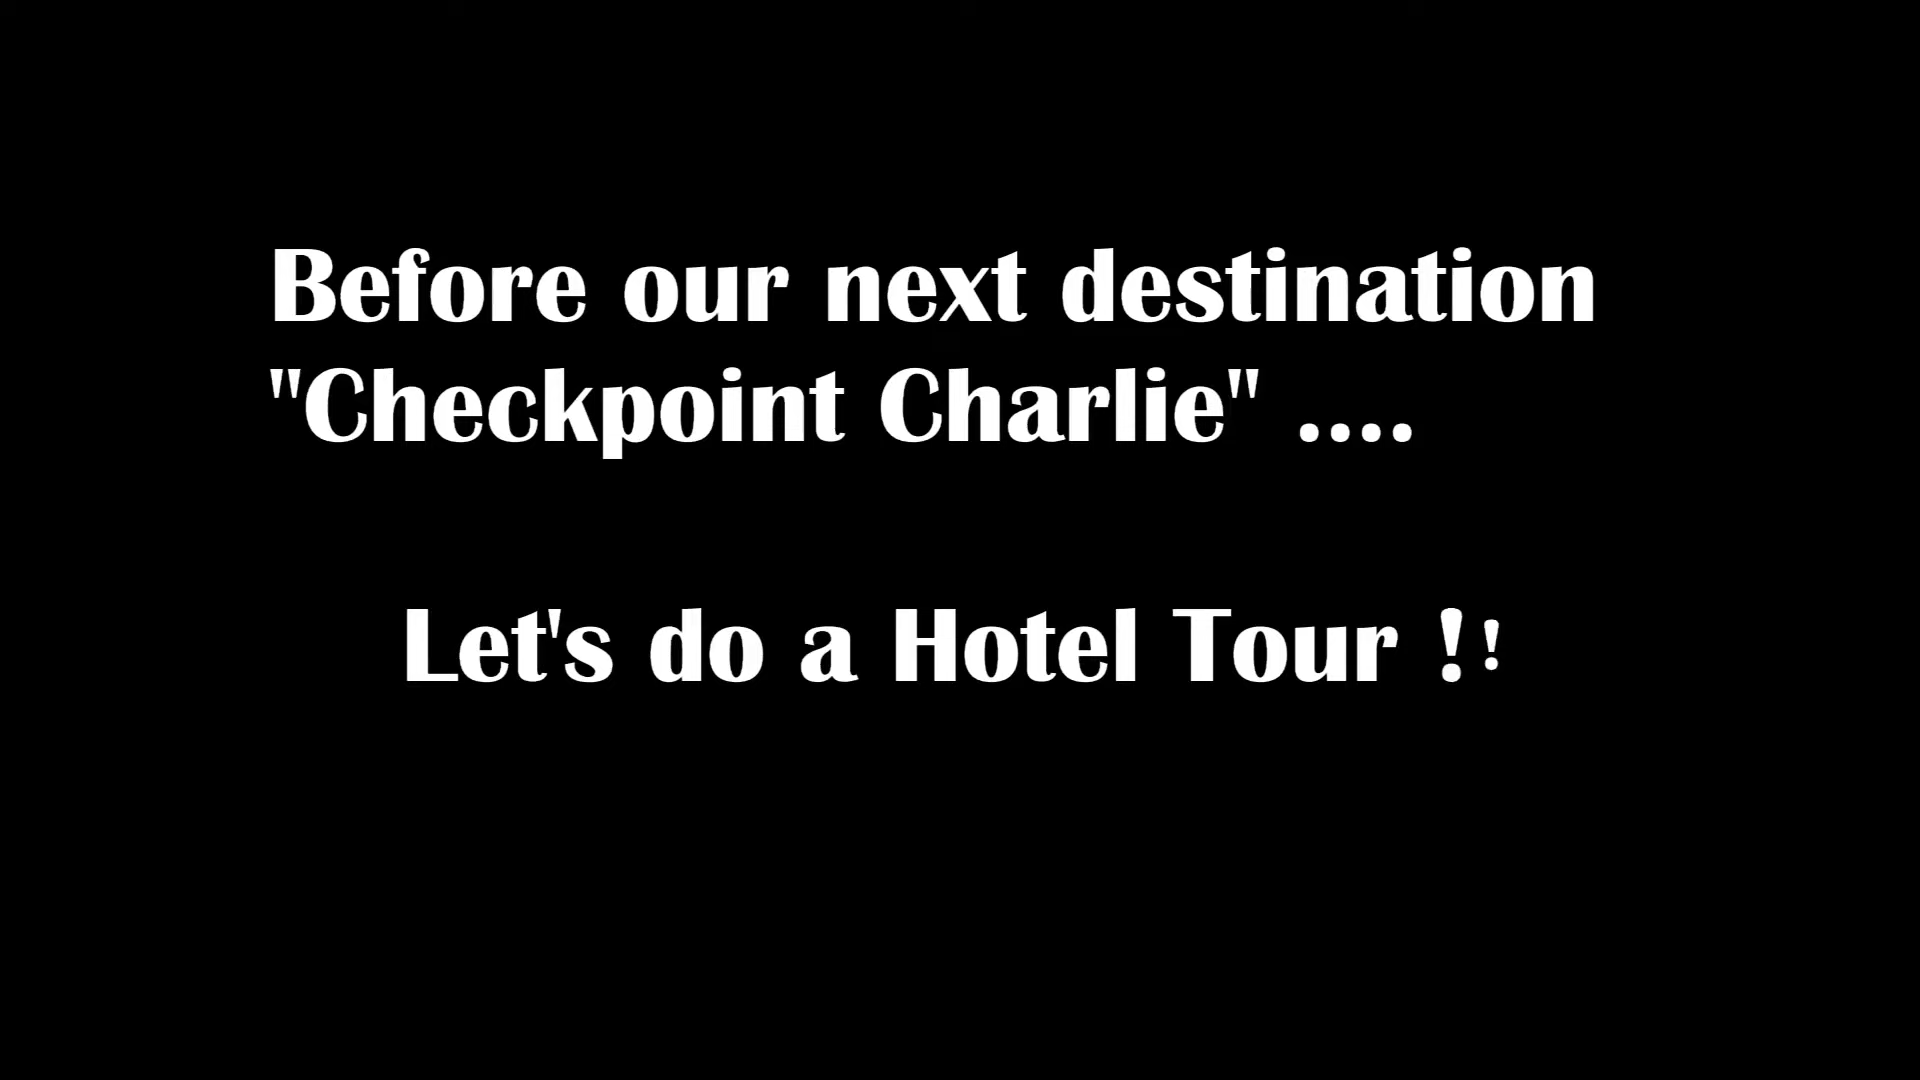 Before our next destination
"Checkpoint Charlie" ....
Let's do a Hotel Tour !!